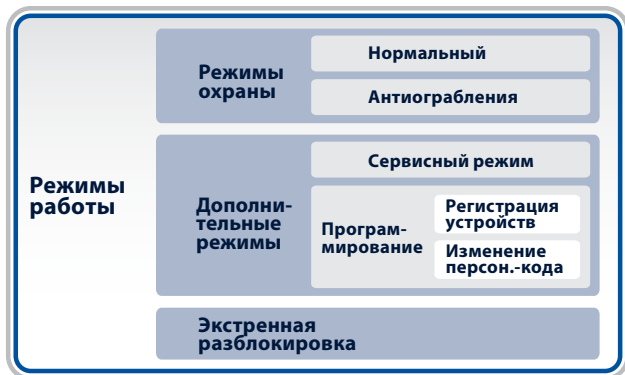 Режимы
работы
Режимы
охраны
Нормальный
Антиограбления
Дополни-
тельные
режимы
Сервисный режим
Програм-
мирование
Регистрация
устройств
Изменение
персон.-кода
Экстренная
разблокировка